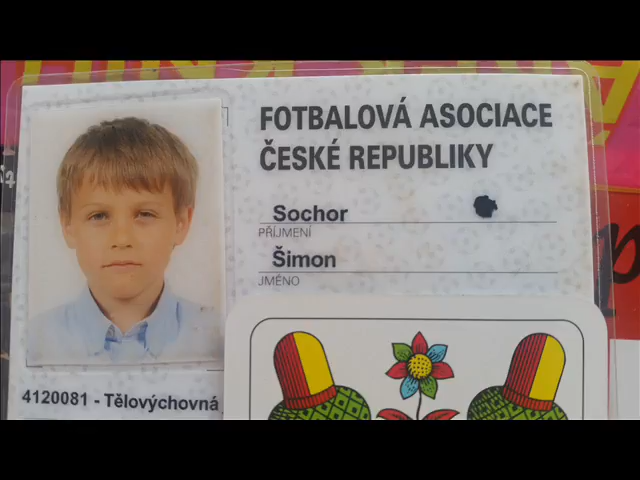 FOTBALOVÁ ASOCIACE
ČESKÉ REPUBLIKY
Sochor
PŘÍJMENÍ
Šimon
JMÉNO
4120081 - Tělovýchovná